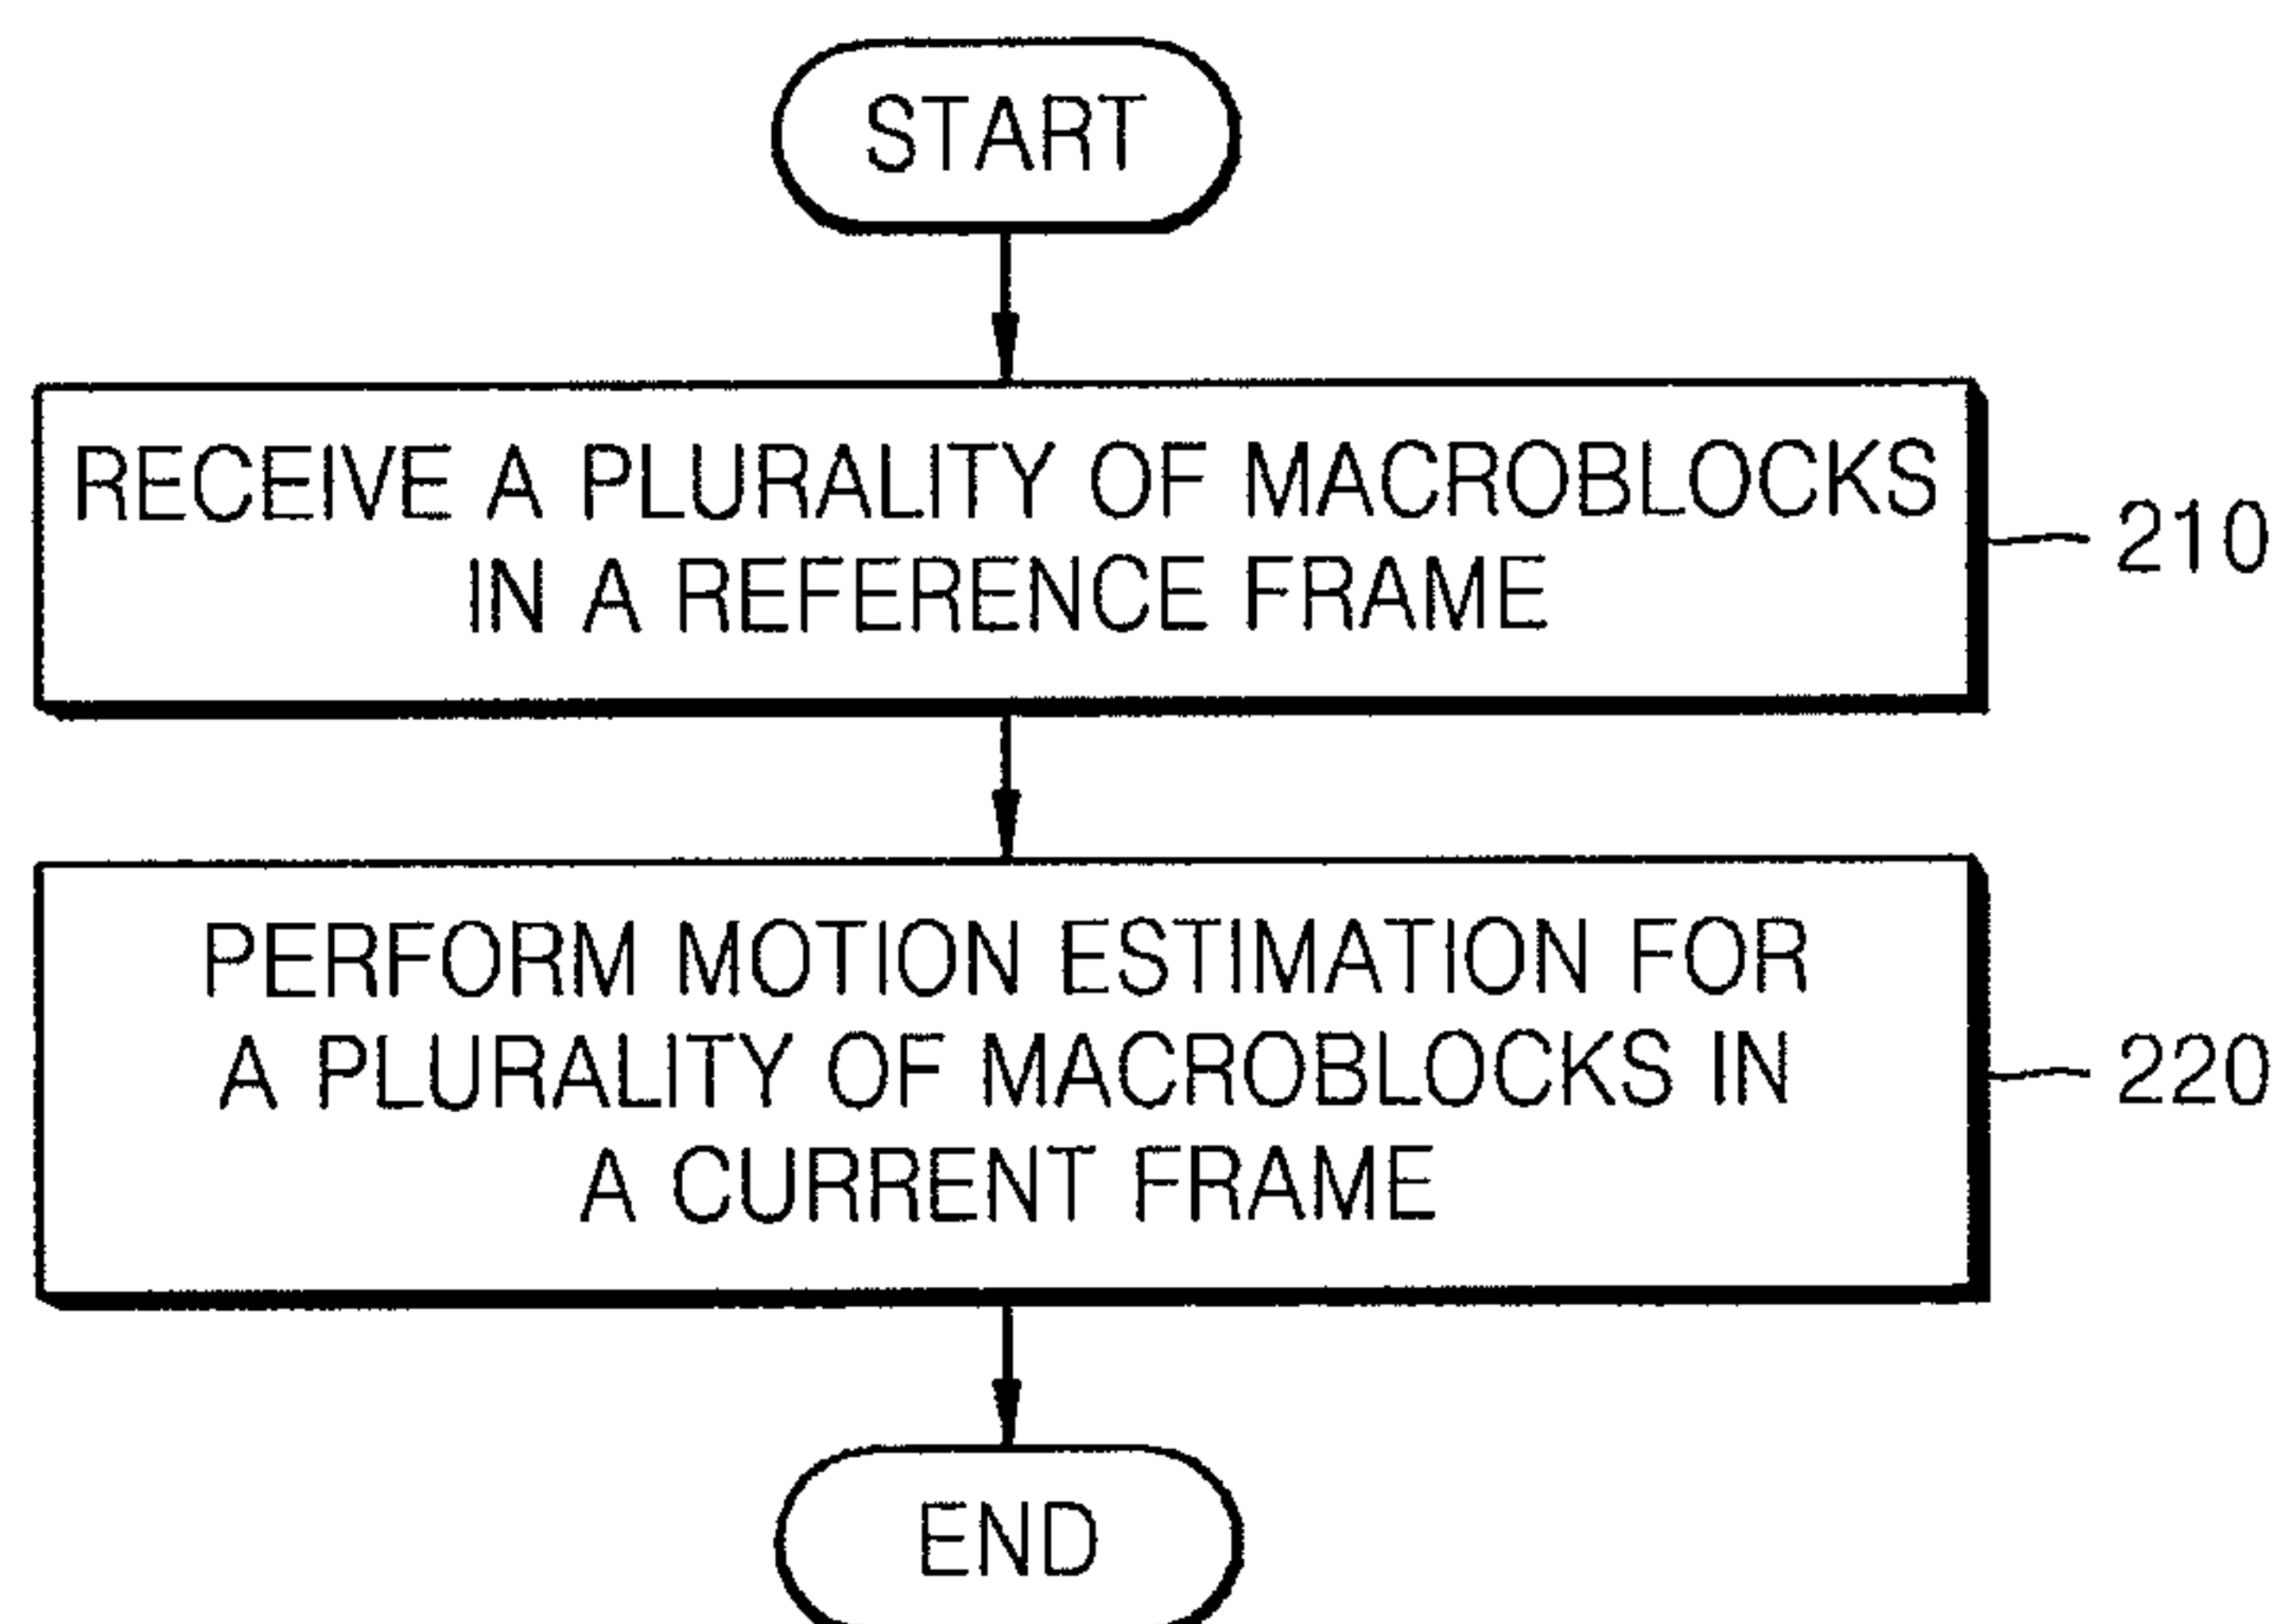 START
RECEIVE A PLURALITY OF MACROBLOCKS
IN A REFERENCE FRAME
210
PERFORM MOTION ESTIMATION FOR
A PLURALITY OF MACROBLOCKS IN
A CURRENT FRAME
220
END